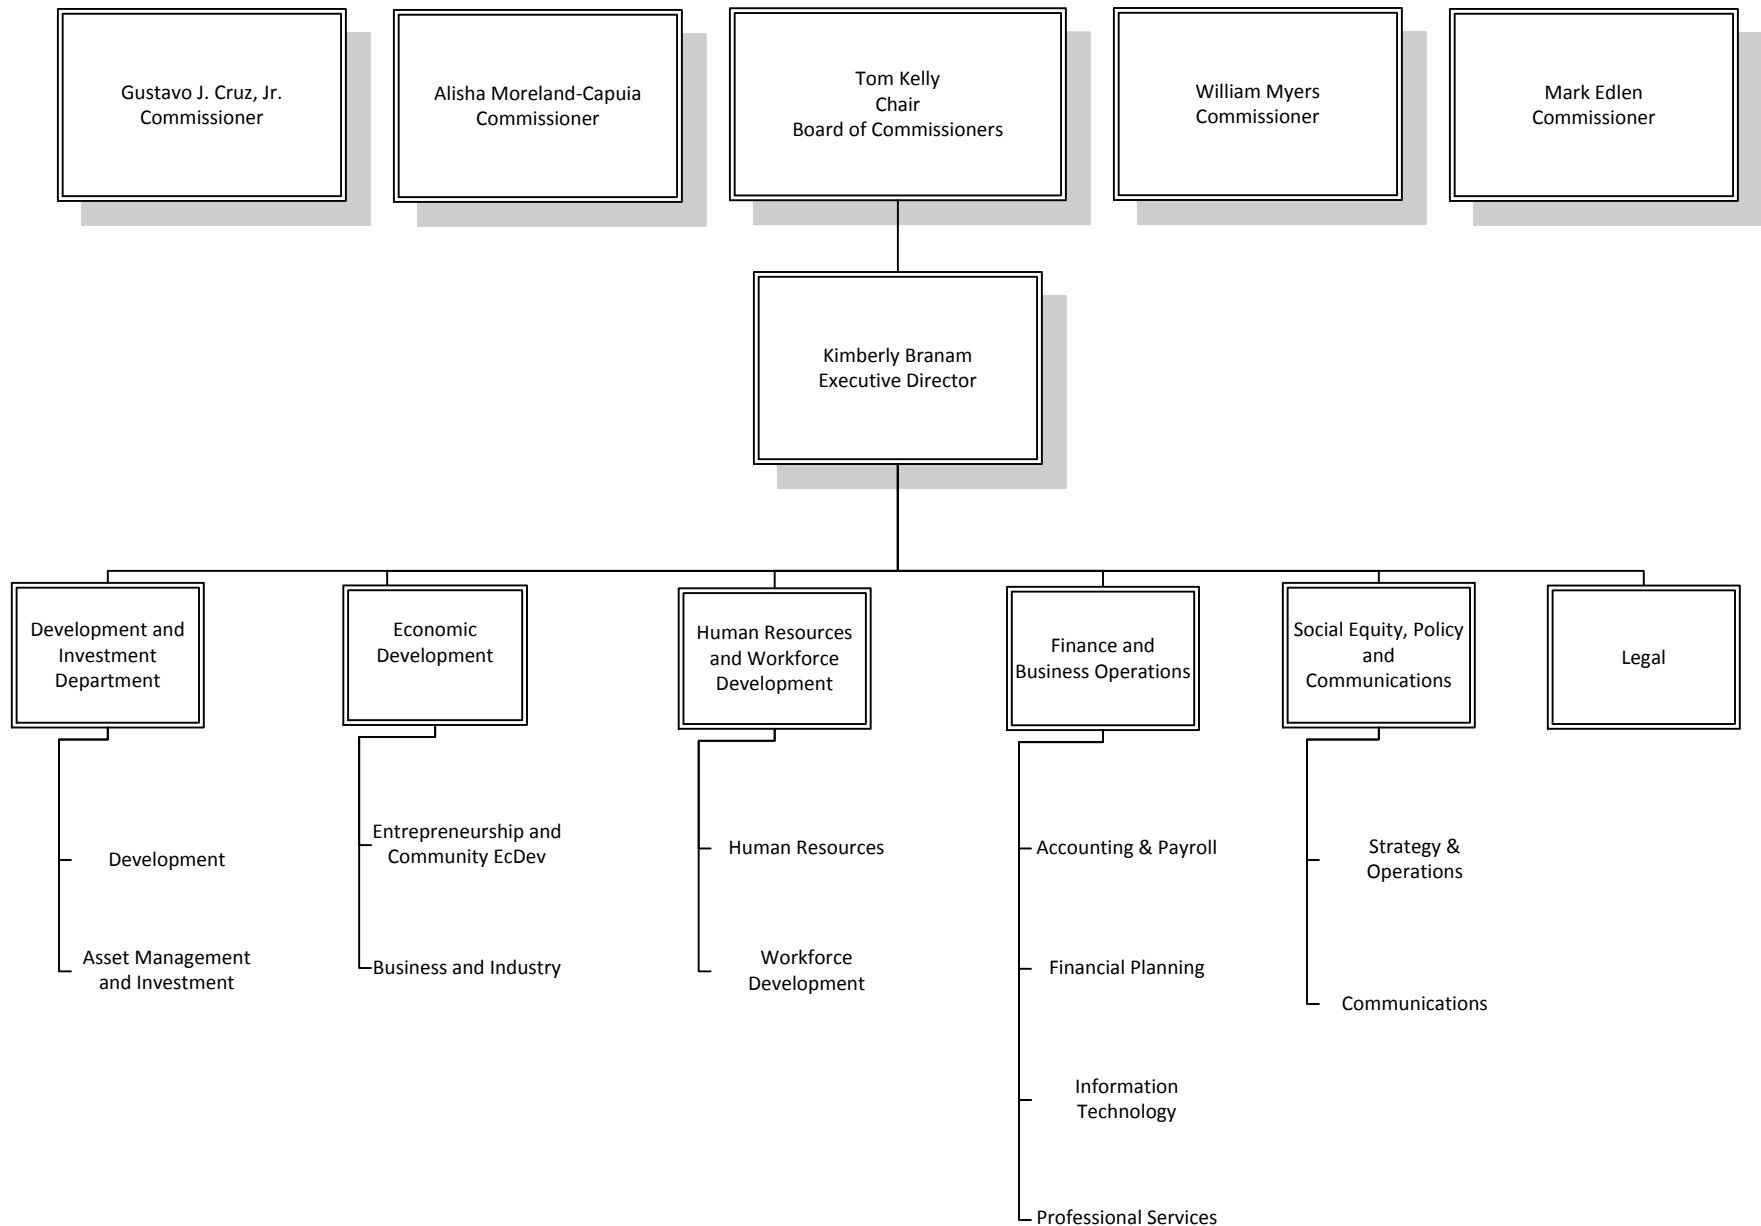 Gustavo J. Cruz, Jr.
Commissioner
Alisha Moreland-Capuia
Commissioner
Tom Kelly
Chair
Board of Commissioners
William Myers
Commissioner
Mark Edlen
Commissioner
Kimberly Branam
Executive Director
Development and
Investment
Department
Economic
Development
Human Resources
and Workforce
Development
Finance and
Business Operations
Social Equity, Policy
and
Communications
Legal
Development
Asset Management
and Investment
Entrepreneurship and
Community EcDev
Business and Industry
Human Resources
Workforce
Development
Accounting & Payroll
Financial Planning
Information
Technology
Professional Services
Strategy &
Operations
Communications